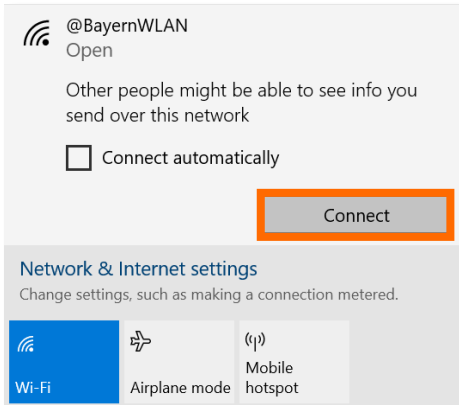 @BayernWLAN
Open
Other people might be able to see info you
send over this network
Connect automatically
Connect
Network & Internet settings
Change settings, such as making a connection metered.
Wi-Fi
Airplane mode
Mobile
hotspot